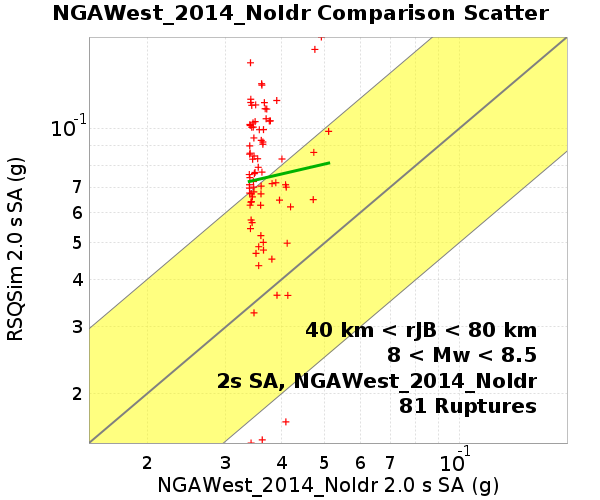 NGAWest_2014_NoIdr Comparison Scatter
RSQSim 2.0 s SA (g)
10⁻¹
7
6
5
4
3
2
40 km < rJB < 80 km
8 < Mw < 8.5
2s SA, NGAWest_2014_NoIdr
81 Ruptures
2 3 4 5 6 7 10⁻¹
NGAWest_2014_NoIdr 2.0 s SA (g)